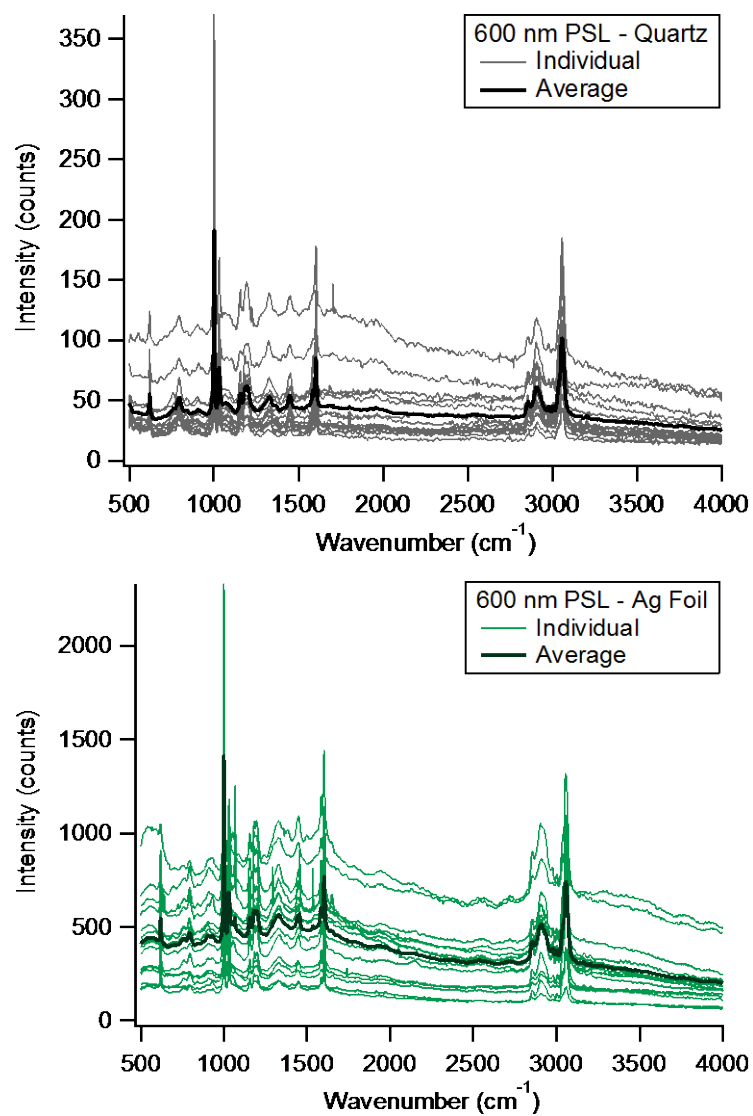 600 nm PSL - Quartz
Individual
Average
Intensity (counts)
350
300
250
200
150
100
50
0
500 1000 1500 2000 2500 3000 3500 4000
Wavenumber (cm⁻¹)
600 nm PSL - Ag Foil
Individual
Average
Intensity (counts)
2000
1500
1000
500
0
500 1000 1500 2000 2500 3000 3500 4000
Wavenumber (cm⁻¹)